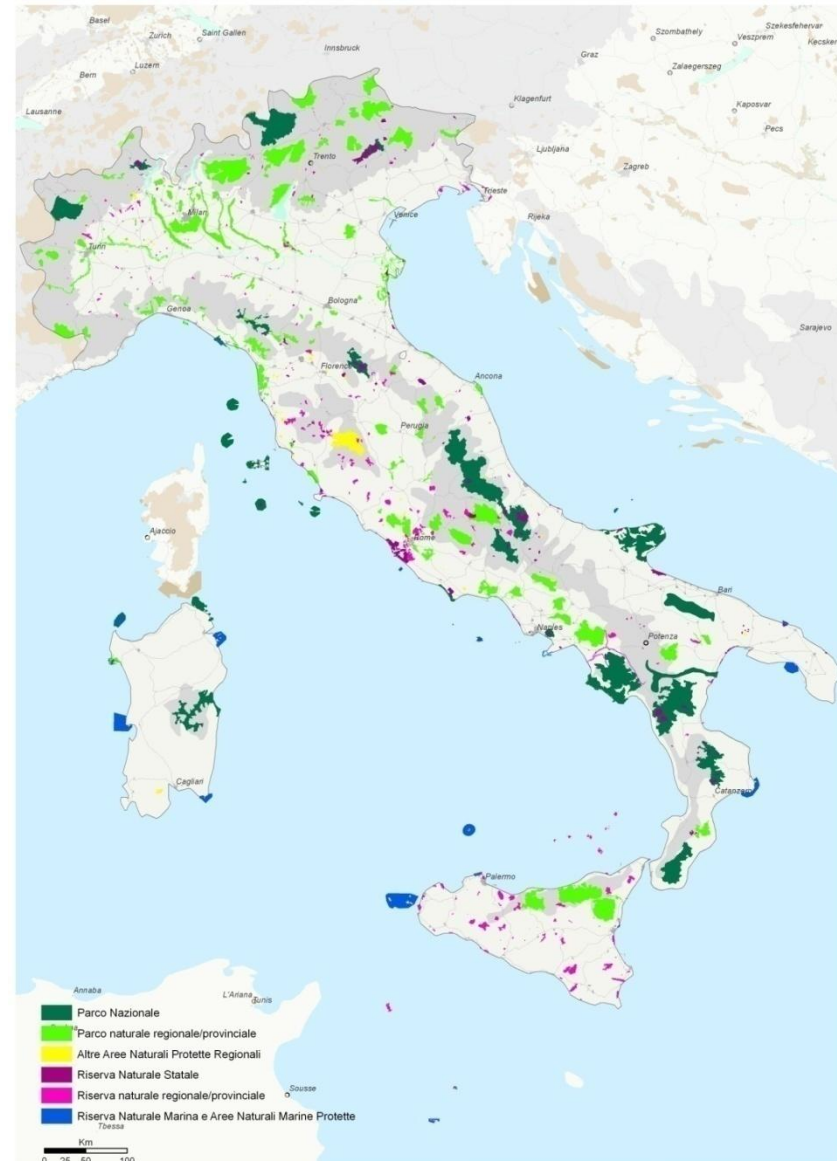 Basel
Zurich
Saint Gallen
Innsbruck
Szombathely
Szekesfehervar
Veszprem
Kecskem
Graz
Zalaegerszeg
Bern
Luzern
Klagenfurt
Kaposvar
Lausanne
Pecs
Ljubljana
Trento
Zagreb
Trieste
Rijeka
Milan
Venice
Turin
Genoa
Bologna
Sarajevo
Florence
Ancona
Perugia
Ajaccio
Rome
Bari
Naples
Potenza
Cagliari
Catanzaro
Palermo
Annaba
L'Ariana
Tunis
Parco Nazionale
Parco naturale regionale/provinciale
Altre Aree Naturali Protette Regionali
Riserva Naturale Statale
Riserva naturale regionale/provinciale
Sousse
Riserva Naturale Marina e Aree Naturali Marine Protette
Tbessa
Km
0 25 50 100